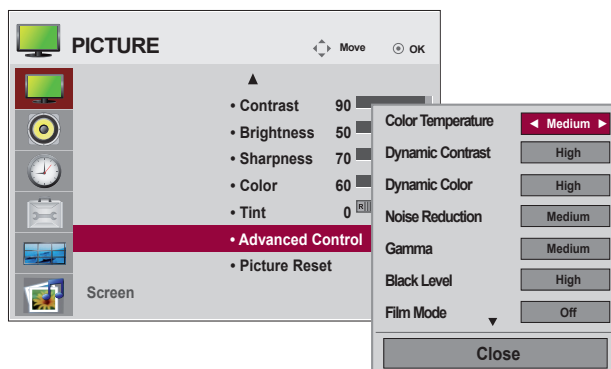 PICTURE
Move
OK
• Contrast 90
• Brightness 50
• Sharpness 70
• Color 60
• Tint 0 R
• Advanced Control
• Picture Reset
Screen
Color Temperature ◄ Medium ►
Dynamic Contrast High
Dynamic Color High
Noise Reduction Medium
Gamma Medium
Black Level High
Film Mode Off
Close